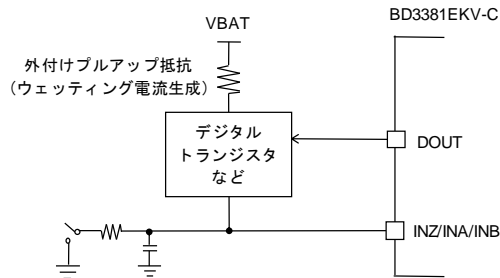 BD3381EKV-C
VBAT
外付けプルアップ抵抗
（ウェッティング電流生成）
デジタル
トランジスタ
など
DOUT
INZ/INA/INB